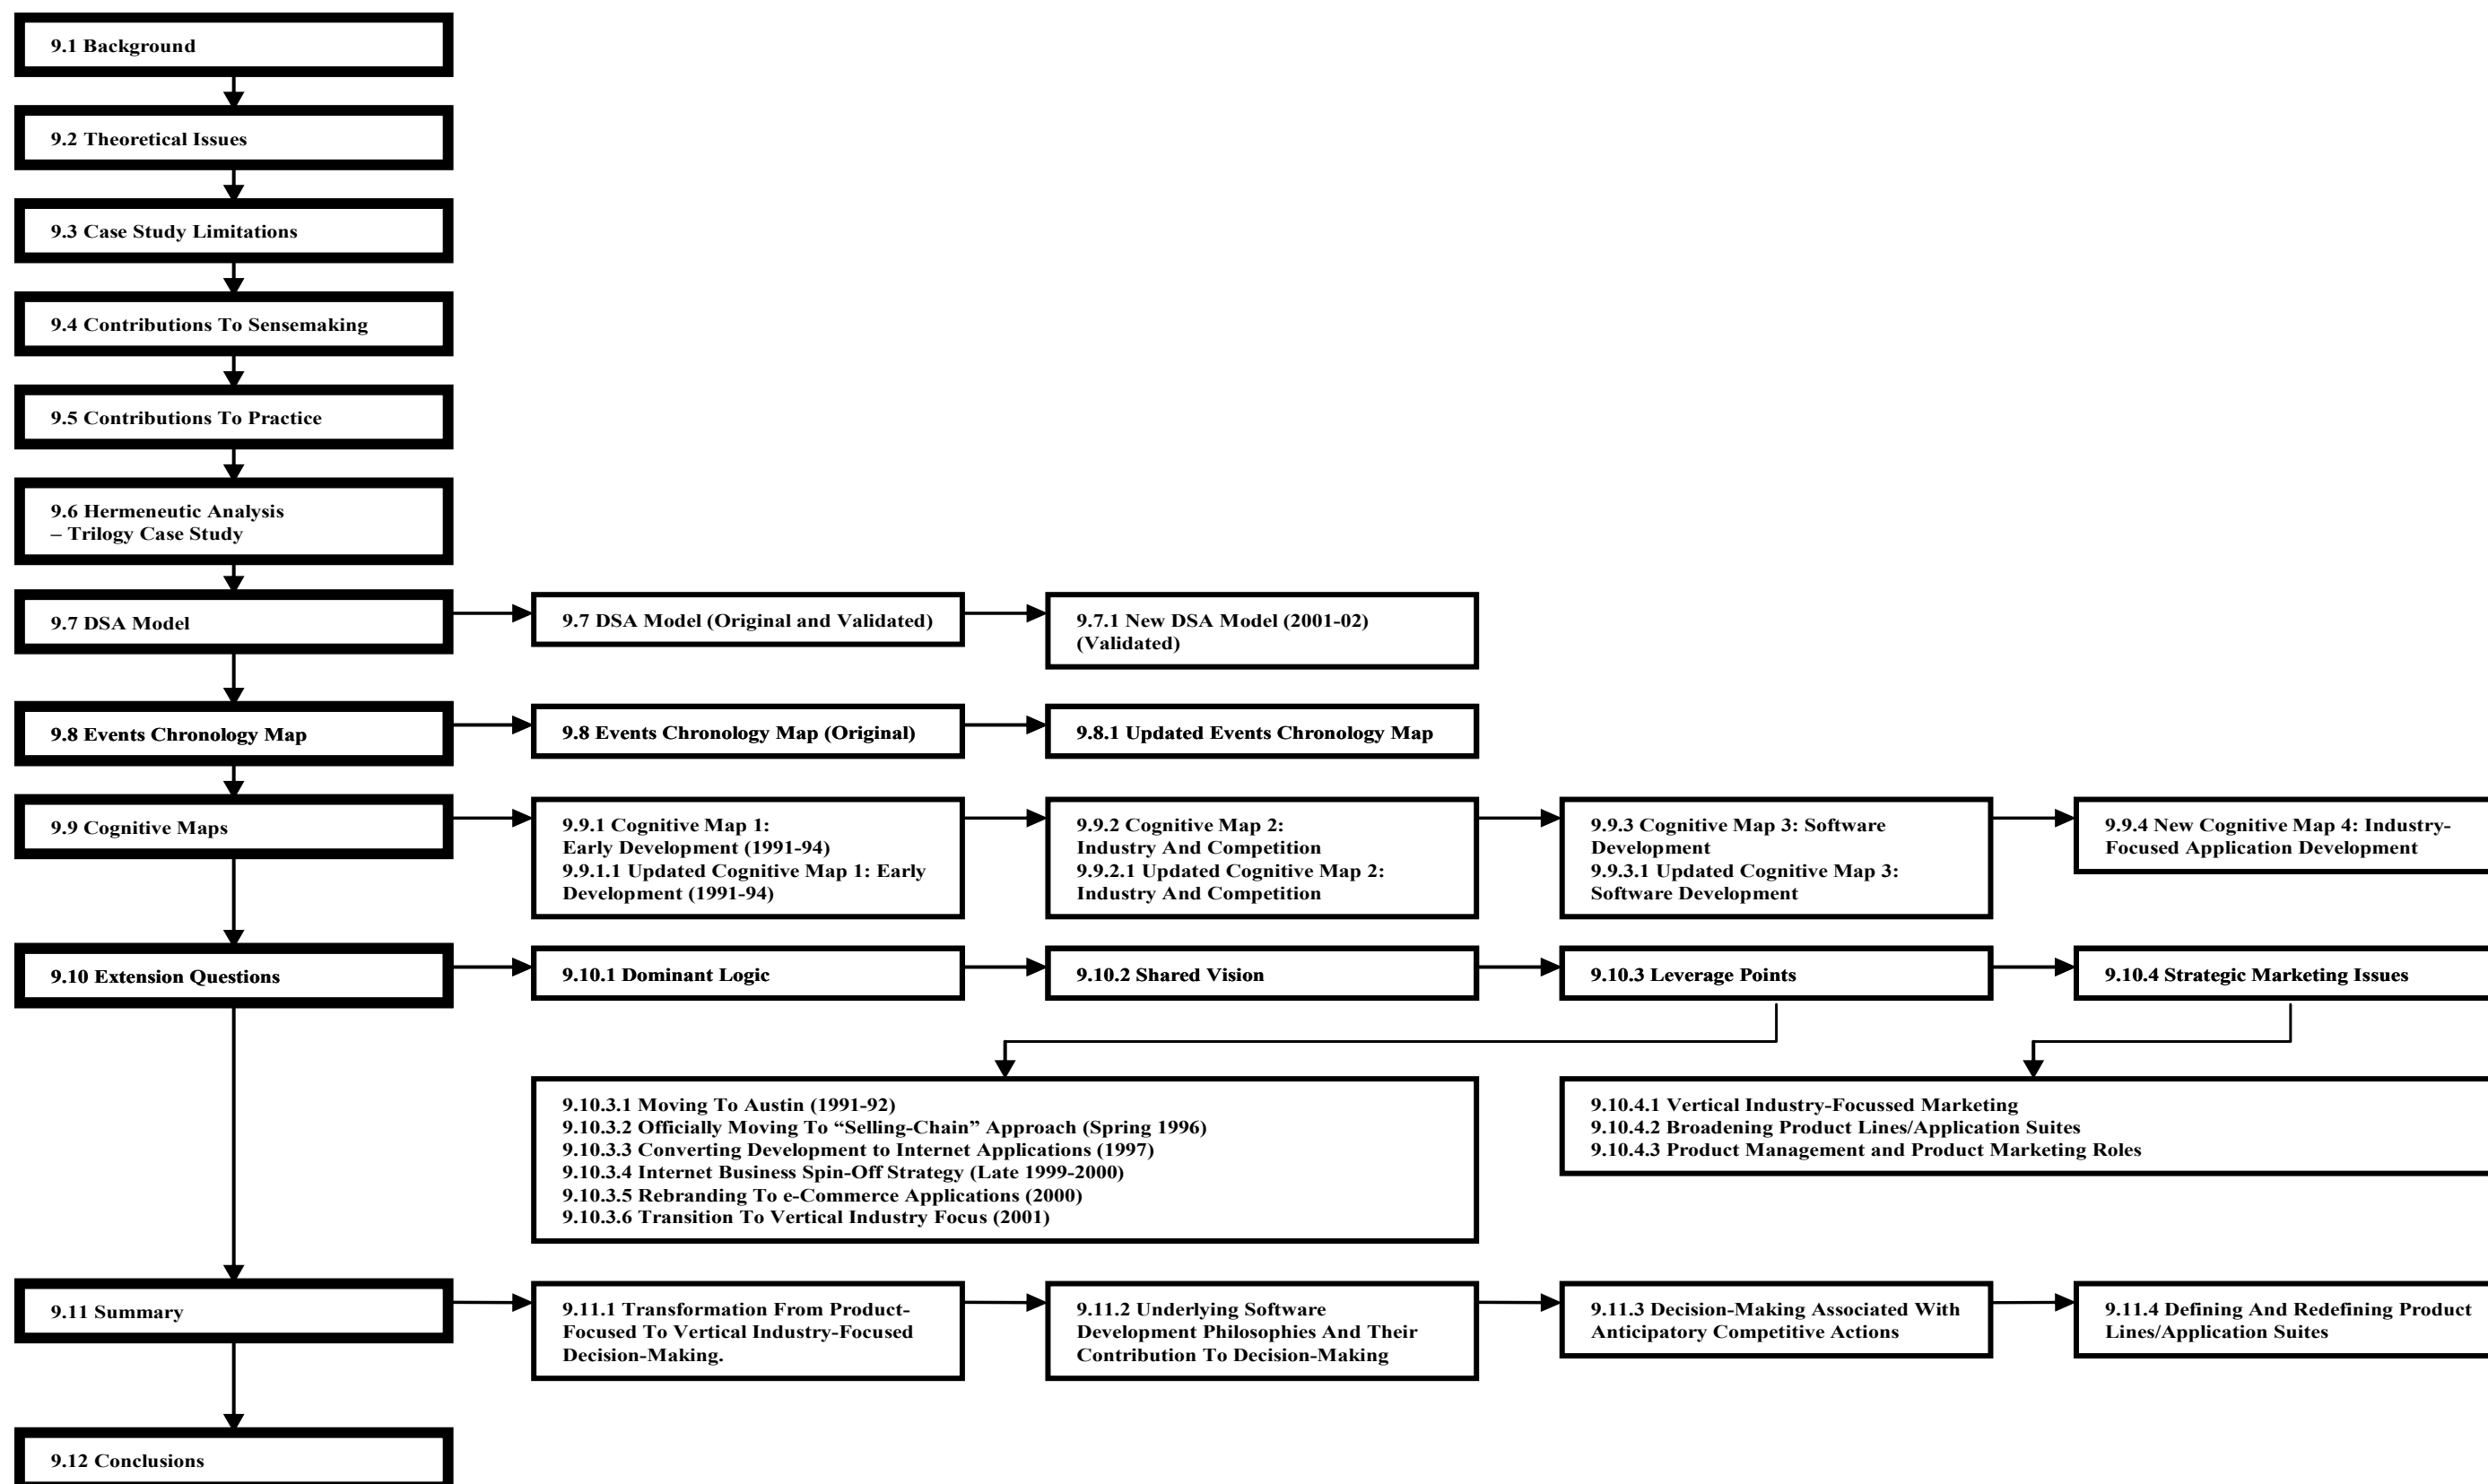 9.1 Background
9.2 Theoretical Issues
9.3 Case Study Limitations
9.4 Contributions To Sensemaking
9.5 Contributions To Practice
9.6 Hermeneutic Analysis
– Trilogy Case Study
9.7 DSA Model
9.7 DSA Model (Original and Validated)
9.7.1 New DSA Model (2001-02)
(Validated)
9.8 Events Chronology Map
9.8 Events Chronology Map (Original)
9.8.1 Updated Events Chronology Map
9.9 Cognitive Maps
9.9.1 Cognitive Map 1:
Early Development (1991-94)
9.9.1.1 Updated Cognitive Map 1: Early
Development (1991-94)
9.9.2 Cognitive Map 2:
Industry And Competition
9.9.2.1 Updated Cognitive Map 2:
Industry And Competition
9.9.3 Cognitive Map 3: Software
Development
9.9.3.1 Updated Cognitive Map 3:
Software Development
9.9.4 New Cognitive Map 4: Industry-
Focused Application Development
9.10 Extension Questions
9.10.1 Dominant Logic
9.10.2 Shared Vision
9.10.3 Leverage Points
9.10.4 Strategic Marketing Issues
9.10.3.1 Moving To Austin (1991-92)
9.10.3.2 Officially Moving To “Selling-Chain” Approach (Spring 1996)
9.10.3.3 Converting Development to Internet Applications (1997)
9.10.3.4 Internet Business Spin-Off Strategy (Late 1999-2000)
9.10.3.5 Rebranding To e-Commerce Applications (2000)
9.10.3.6 Transition To Vertical Industry Focus (2001)
9.10.4.1 Vertical Industry-Focussed Marketing
9.10.4.2 Broadening Product Lines/Application Suites
9.10.4.3 Product Management and Product Marketing Roles
9.11 Summary
9.11.1 Transformation From Product-
Focused To Vertical Industry-Focused
Decision-Making.
9.11.2 Underlying Software
Development Philosophies And Their
Contribution To Decision-Making
9.11.3 Decision-Making Associated With
Anticipatory Competitive Actions
9.11.4 Defining And Redefining Product
Lines/Application Suites
9.12 Conclusions